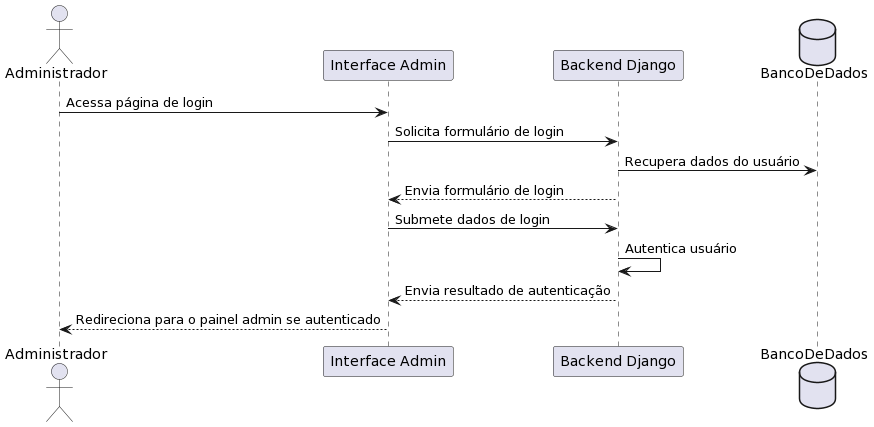 Administrador
Interface Admin
Backend Django
BancoDeDados
Acessa página de login
Solicita formulário de login
Recupera dados do usuário
Envia formulário de login
Submete dados de login
Autentica usuário
Envia resultado de autenticação
Redireciona para o painel admin se autenticado
Administrador
Interface Admin
Backend Django
BancoDeDados